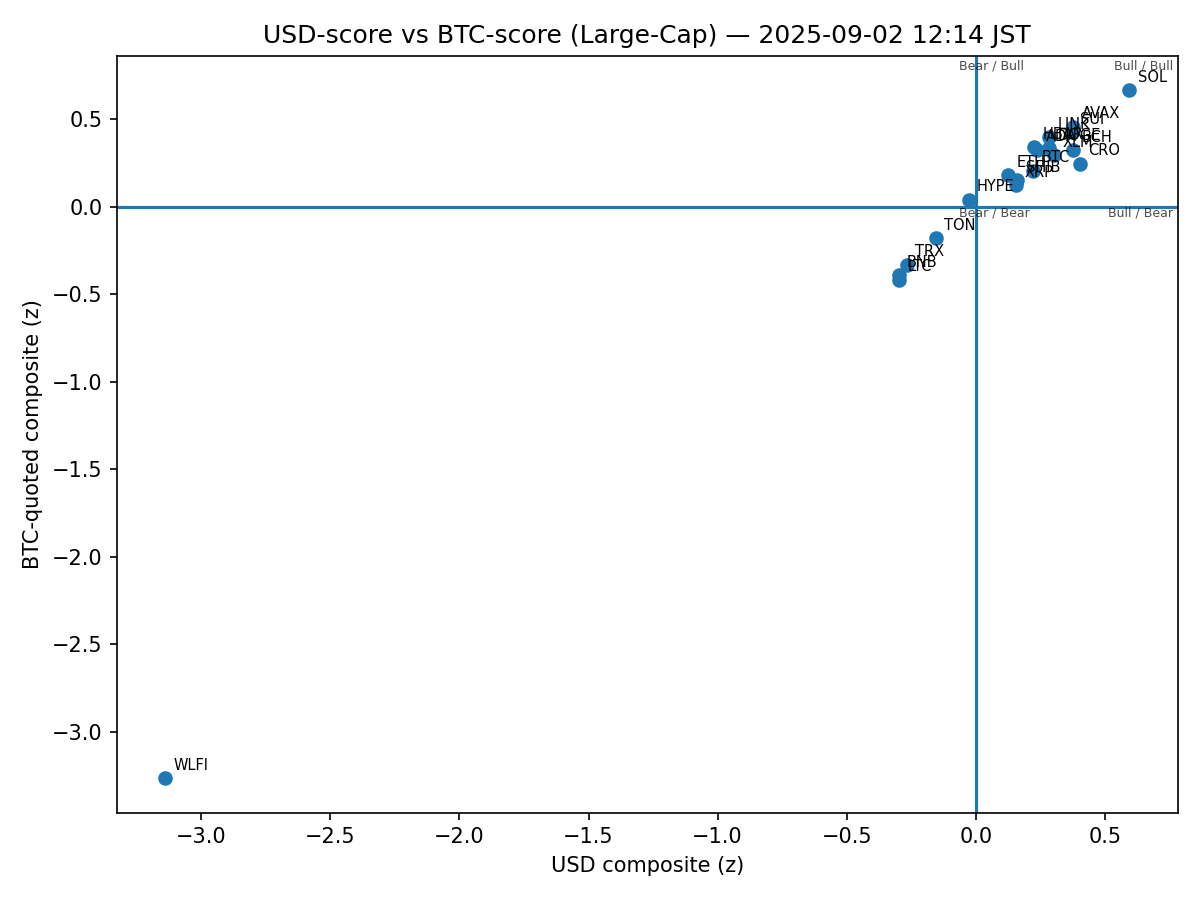 USD-score vs BTC-score (Large-Cap) — 2025-09-02 12:14 JST
Bear / Bull
Bull / Bull
SOL
AVAX
SUI
LINK
XLM
CRO
BTC
ETH
SHIB
XRP
HYPE
Bear / Bear
Bull / Bear
TON
TRX
BNB
LTC
WLFI
0.5
0.0
−0.5
−1.0
−1.5
−2.0
−2.5
−3.0
BTC-quoted composite (z)
−3.0
−2.5
−2.0
−1.5
−1.0
−0.5
0.0
0.5
USD composite (z)